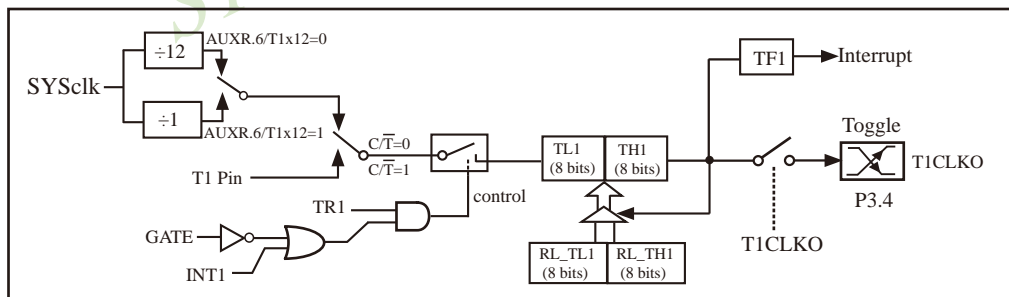 ÷12
AUXR.6/T1x12=0
SYSclk
÷1
AUXR.6/T1x12=1
T1 Pin
C/T̅=0
C/T̅=1
TR1
GATE
INT1
control
TL1
(8 bits)
TH1
(8 bits)
RL_TL1
(8 bits)
RL_TH1
(8 bits)
TF1
Interrupt
Toggle
T1CLKO
P3.4
T1CLKO